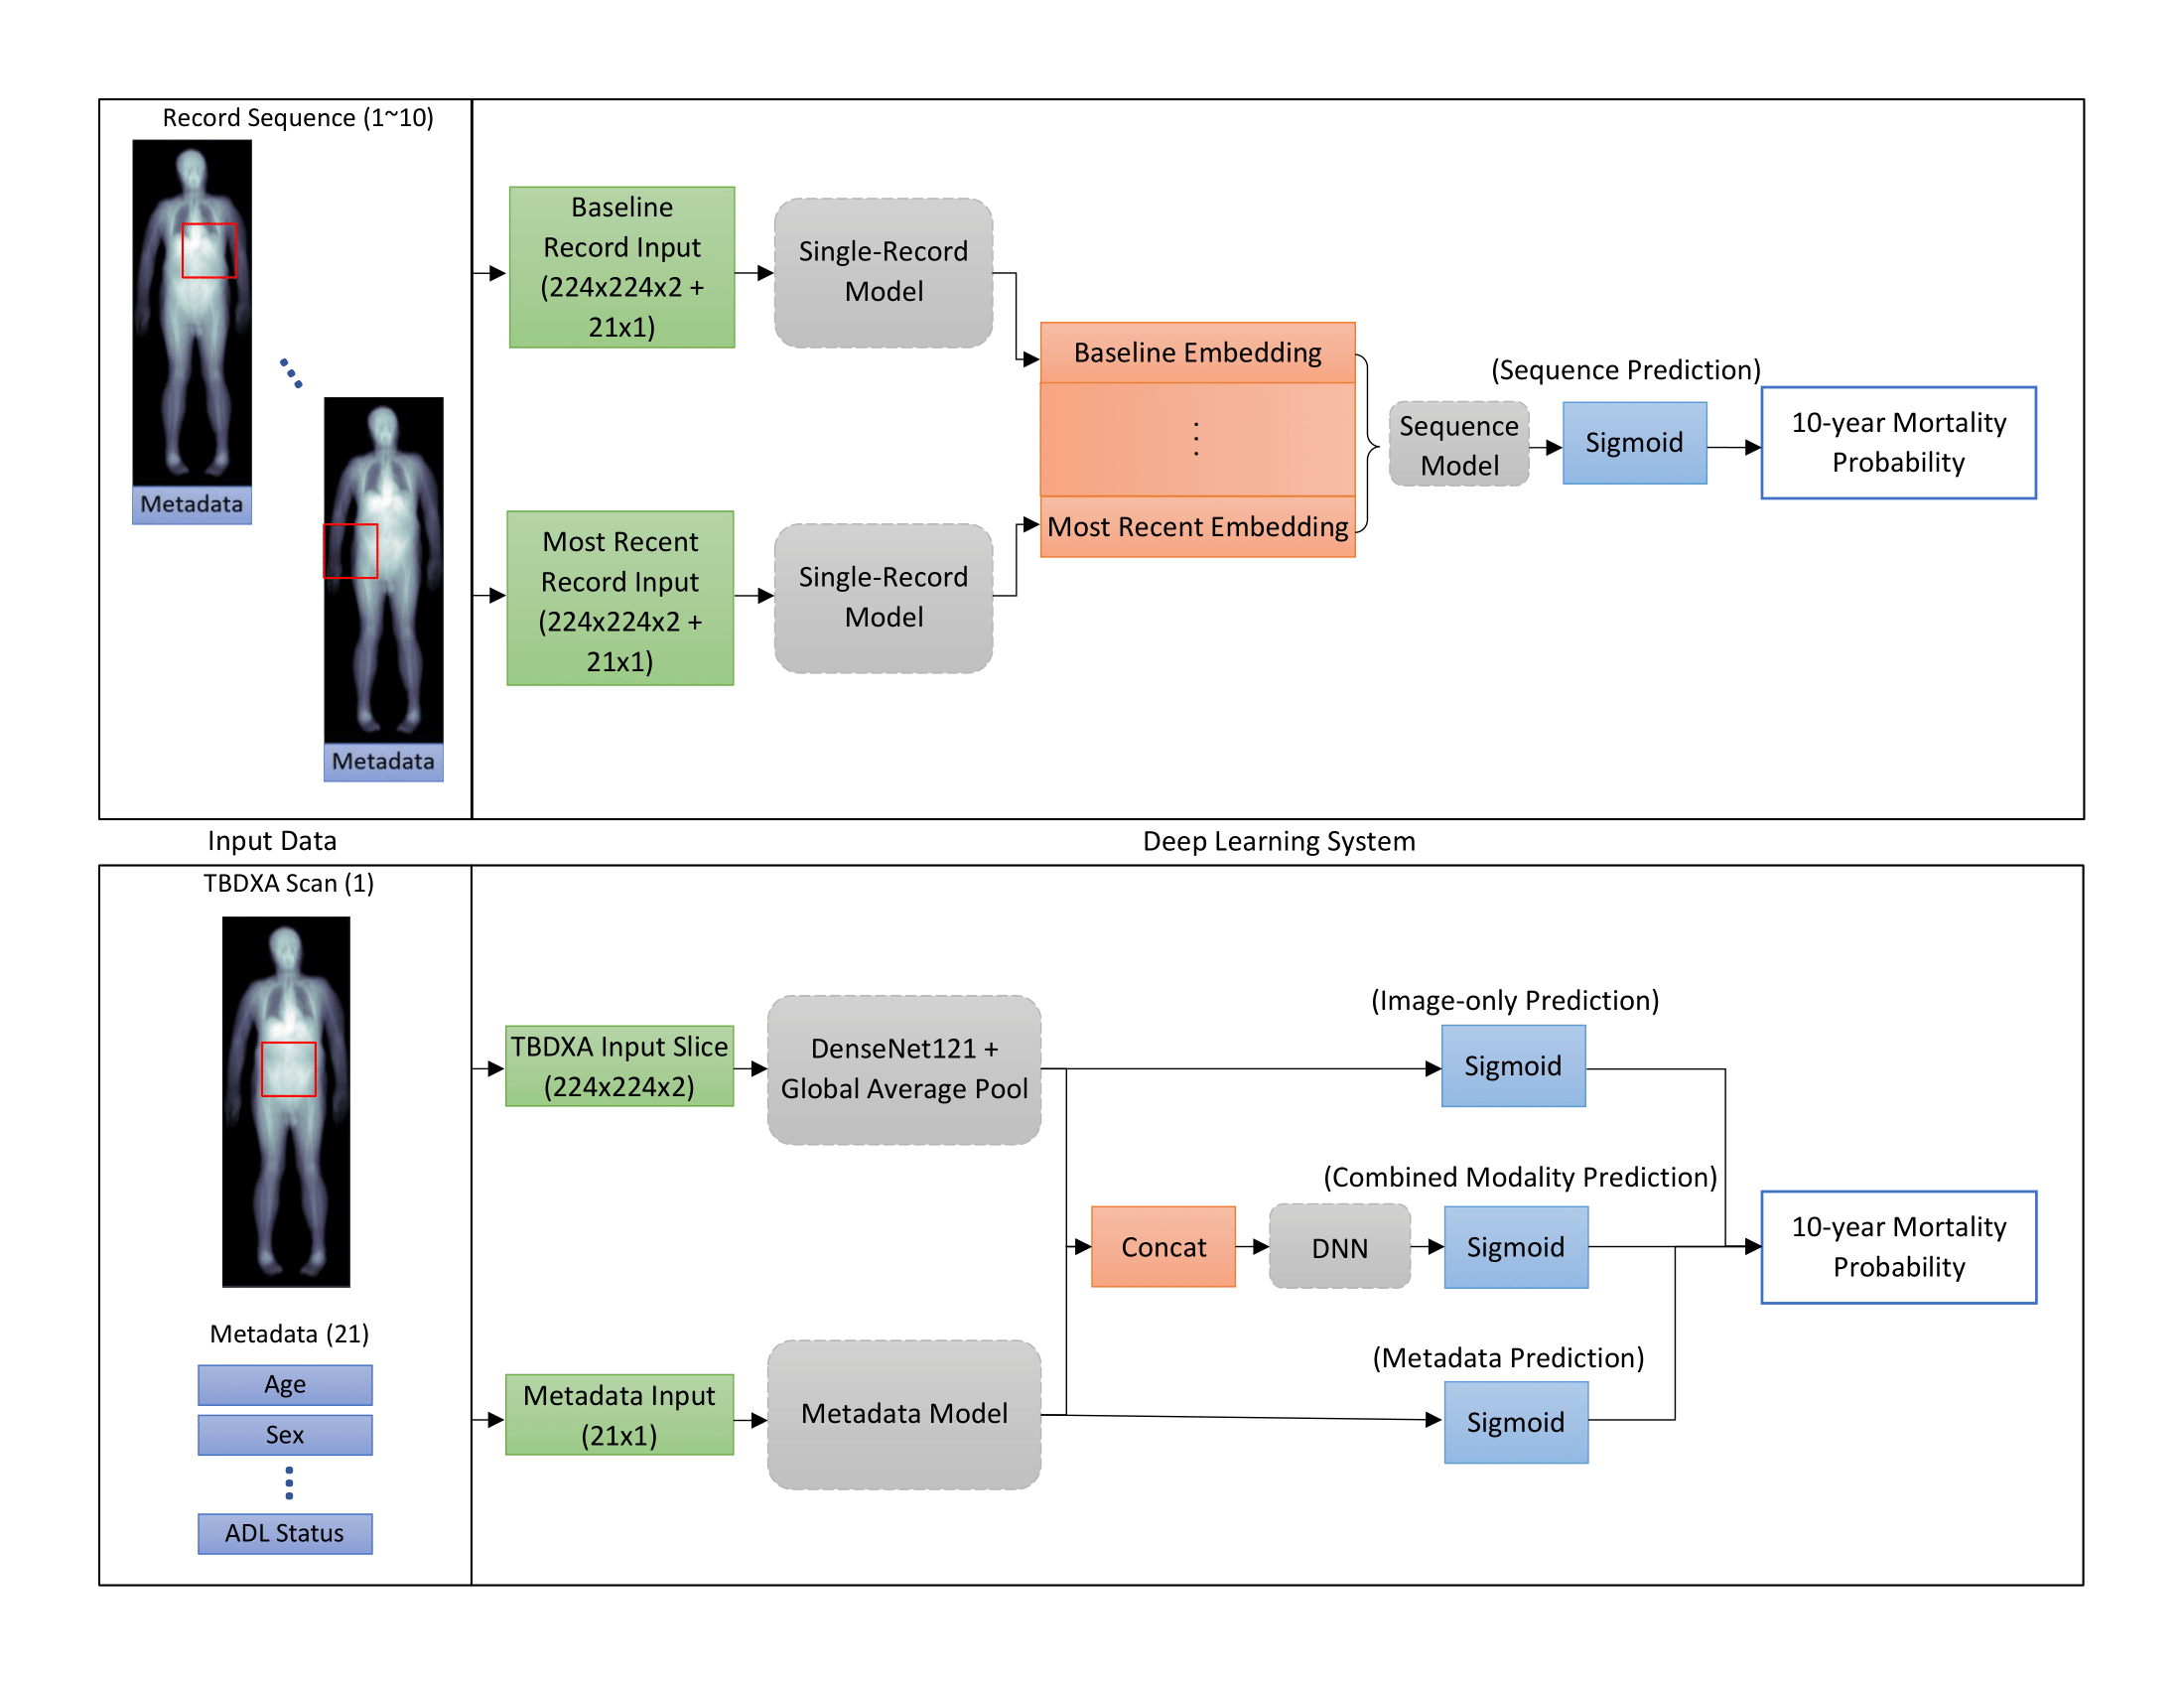 Record Sequence (1~10)
Metadata
Metadata
Baseline
Record Input
(224x224x2 +
21x1)
Single-Record
Model
Most Recent
Record Input
(224x224x2 +
21x1)
Single-Record
Model
Baseline Embedding
⋮
Most Recent Embedding
Sequence
Model
(Sequence Prediction)
Sigmoid
10-year Mortality
Probability
Input Data
Deep Learning System
TBDXA Scan (1)
Metadata (21)
Age
Sex
ADL Status
TBDXA Input Slice
(224x224x2)
DenseNet121 +
Global Average Pool
(Image-only Prediction)
Sigmoid
(Combined Modality Prediction)
Concat
DNN
Sigmoid
10-year Mortality
Probability
Metadata Input
(21x1)
Metadata Model
(Metadata Prediction)
Sigmoid